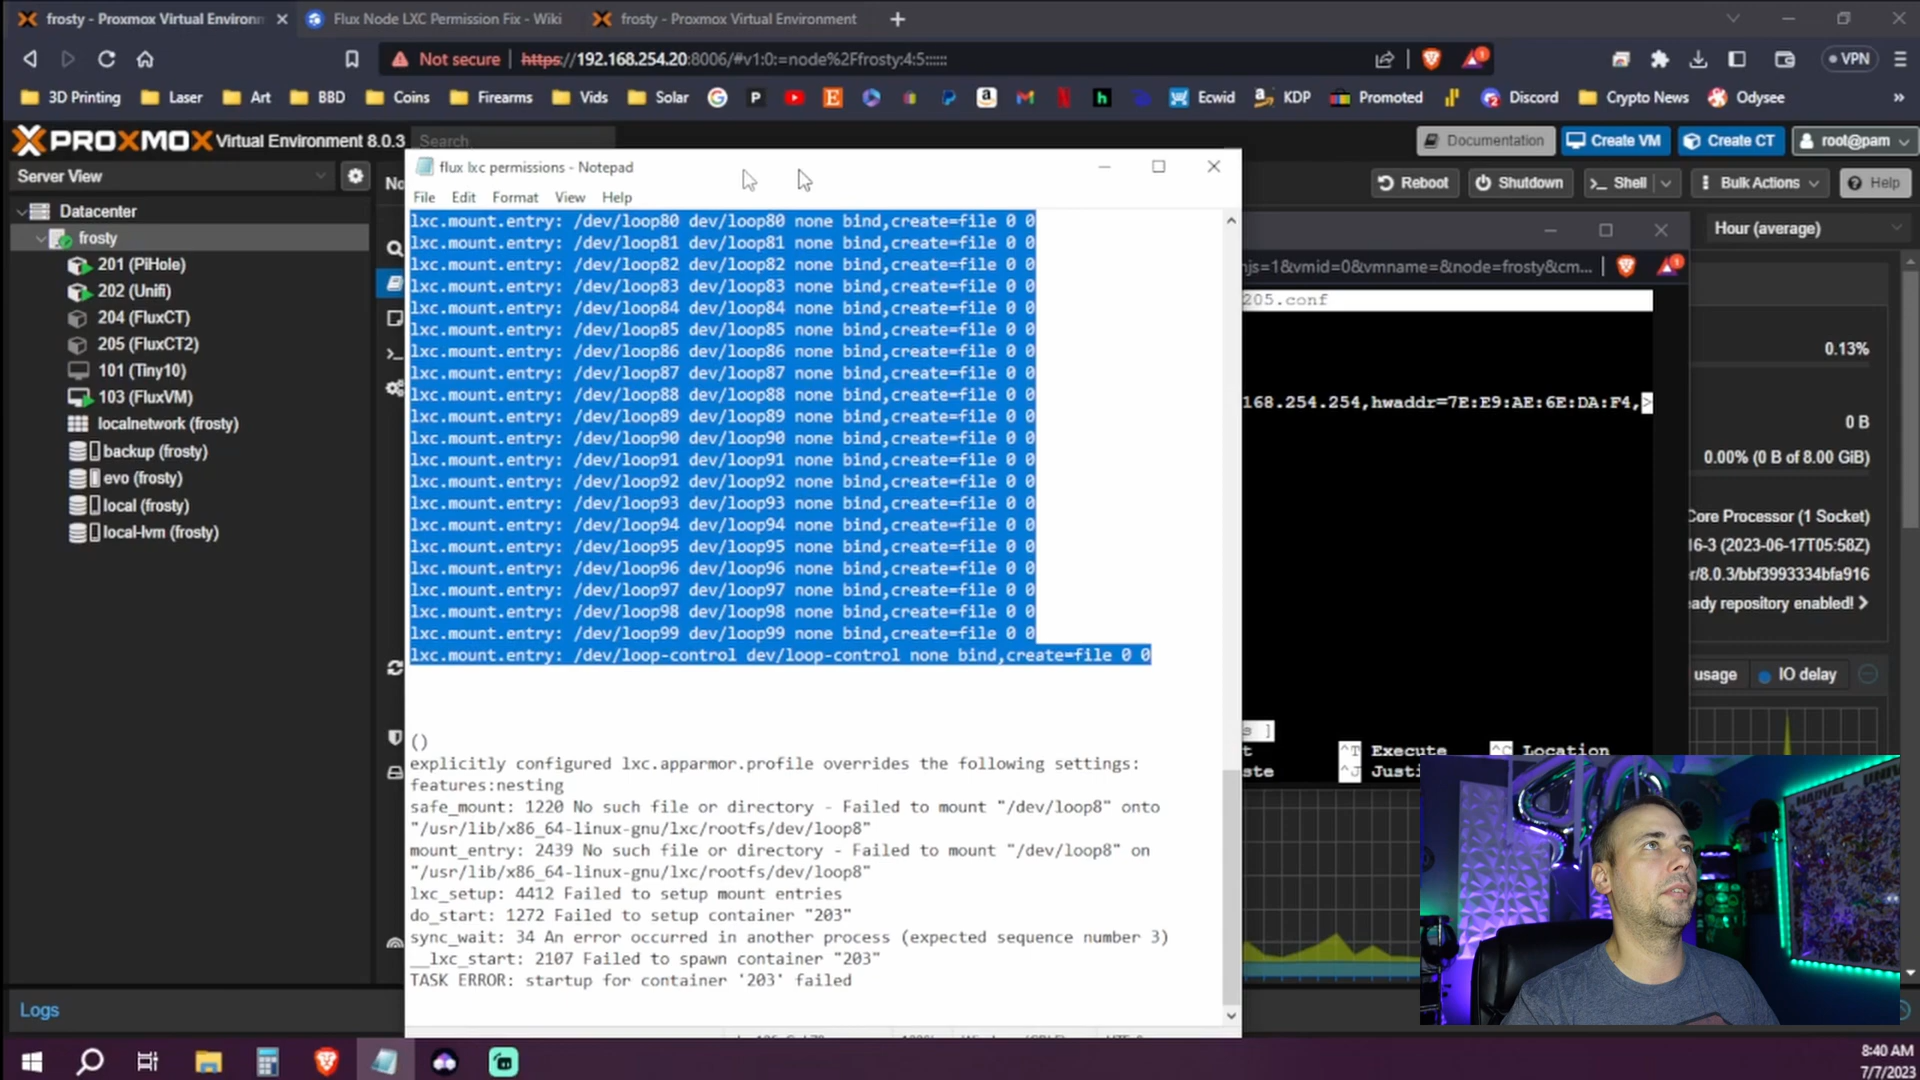 frosty - Proxmox Virtual Environ
Flux Node LXC Permission Fix - Wiki
frosty - Proxmox Virtual Environment
Not secure
https://192.168.254.20:8006/#v1:0:=node%2Ffrosty:4:5::::::
VPN
3D Printing
Laser
Art
BBD
Coins
Firearms
Vids
Solar
Ecwid
KDP
Promoted
Discord
Crypto News
Odysee
PROXMOX Virtual Environment 8.0.3
Search
Documentation
Create VM
Create CT
root@pam
Server View
Reboot
Shutdown
Shell
Bulk Actions
Help
Hour (average)
Datacenter
frosty
201 (PiHole)
202 (Unifi)
204 (FluxCT)
205 (FluxCT2)
101 (Tiny10)
103 (FluxVM)
localnetwork (frosty)
backup (frosty)
evo (frosty)
local (frosty)
local-lvm (frosty)
Logs
flux lxc permissions - Notepad
File Edit Format View Help
lxc.mount.entry: /dev/loop80 dev/loop80 none bind,create=file 0 0
lxc.mount.entry: /dev/loop81 dev/loop81 none bind,create=file 0 0
lxc.mount.entry: /dev/loop82 dev/loop82 none bind,create=file 0 0
lxc.mount.entry: /dev/loop83 dev/loop83 none bind,create=file 0 0
lxc.mount.entry: /dev/loop84 dev/loop84 none bind,create=file 0 0
lxc.mount.entry: /dev/loop85 dev/loop85 none bind,create=file 0 0
lxc.mount.entry: /dev/loop86 dev/loop86 none bind,create=file 0 0
lxc.mount.entry: /dev/loop87 dev/loop87 none bind,create=file 0 0
lxc.mount.entry: /dev/loop88 dev/loop88 none bind,create=file 0 0
lxc.mount.entry: /dev/loop89 dev/loop89 none bind,create=file 0 0
lxc.mount.entry: /dev/loop90 dev/loop90 none bind,create=file 0 0
lxc.mount.entry: /dev/loop91 dev/loop91 none bind,create=file 0 0
lxc.mount.entry: /dev/loop92 dev/loop92 none bind,create=file 0 0
lxc.mount.entry: /dev/loop93 dev/loop93 none bind,create=file 0 0
lxc.mount.entry: /dev/loop94 dev/loop94 none bind,create=file 0 0
lxc.mount.entry: /dev/loop95 dev/loop95 none bind,create=file 0 0
lxc.mount.entry: /dev/loop96 dev/loop96 none bind,create=file 0 0
lxc.mount.entry: /dev/loop97 dev/loop97 none bind,create=file 0 0
lxc.mount.entry: /dev/loop98 dev/loop98 none bind,create=file 0 0
lxc.mount.entry: /dev/loop99 dev/loop99 none bind,create=file 0 0
lxc.mount.entry: /dev/loop-control dev/loop-control none bind,create=file 0 0
()
explicitly configured lxc.apparmor.profile overrides the following settings:
features:nesting
safe_mount: 1220 No such file or directory - Failed to mount "/dev/loop8" onto
"/usr/lib/x86_64-linux-gnu/lxc/rootfs/dev/loop8"
mount_entry: 2439 No such file or directory - Failed to mount "/dev/loop8" on
"/usr/lib/x86_64-linux-gnu/lxc/rootfs/dev/loop8"
lxc_setup: 4412 Failed to setup mount entries
do_start: 1272 Failed to setup container "203"
sync_wait: 34 An error occurred in another process (expected sequence number 3)
__lxc_start: 2107 Failed to spawn container "203"
TASK ERROR: startup for container '203' failed
njs=1&vmid=0&vmname=&node=frosty&cm...
205.conf
168.254.254,hwaddr=7E:E9:AE:6E:DA:F4,>
s ]
t ^T Execute ^C Location
ste ^J Justi
0.13%
0 B
0.00% (0 B of 8.00 GiB)
Core Processor (1 Socket)
16-3 (2023-06-17T05:58Z)
er/8.0.3/bbf3993334bfa916
ady repository enabled!
usage
IO delay
MARVEL
8:40 AM
7/7/2023